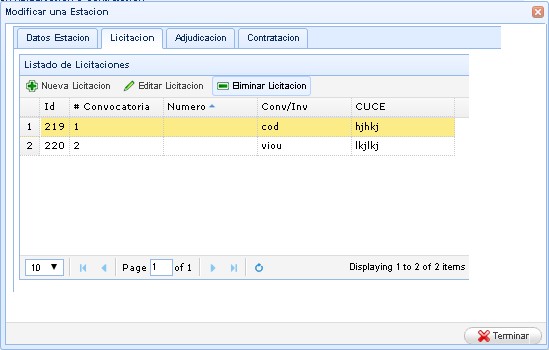 Modificar una Estacion
Datos Estacion Licitacion Adjudicacion Contratacion
Listado de Licitaciones
Nueva Licitacion Editar Licitacion Eliminar Licitacion
Id # Convocatoria Numero Conv/Inv CUCE
1 219 1 cod hjhkj
2 220 2 viou lkjlkj
10 Page 1 of 1 Displaying 1 to 2 of 2 items
Terminar